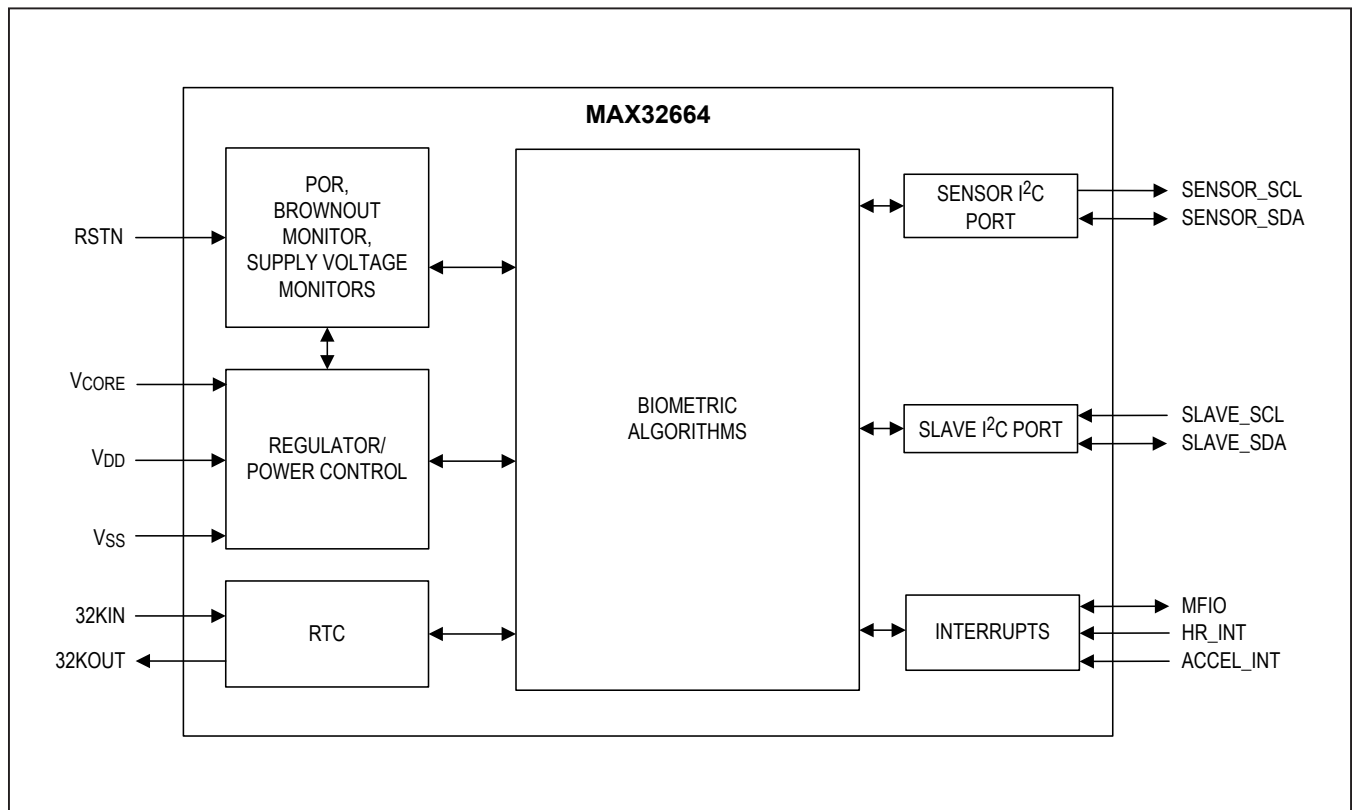 MAX32664
RSTN
POR,
BROWNOUT
MONITOR,
SUPPLY VOLTAGE
MONITORS
VCORE
VDD
VSS
REGULATOR/
POWER CONTROL
32KIN
32KOUT
RTC
BIOMETRIC
ALGORITHMS
SENSOR I²C
PORT
SENSOR_SCL
SENSOR_SDA
SLAVE I²C PORT
SLAVE_SCL
SLAVE_SDA
INTERRUPTS
MFIO
HR_INT
ACCEL_INT